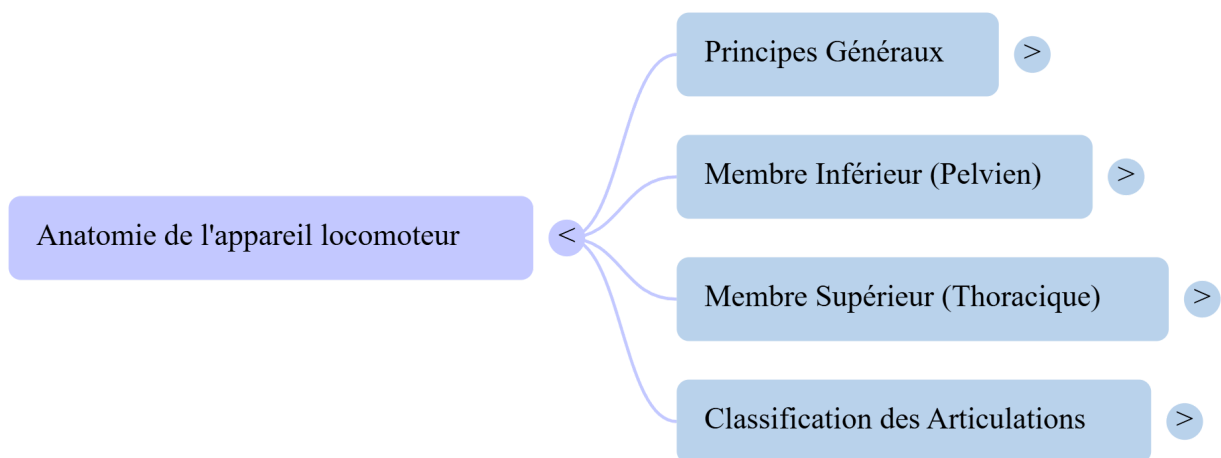 Principes Généraux >
Membre Inférieur (Pelvien) >
Anatomie de l'appareil locomoteur <
Membre Supérieur (Thoracique) >
Classification des Articulations >